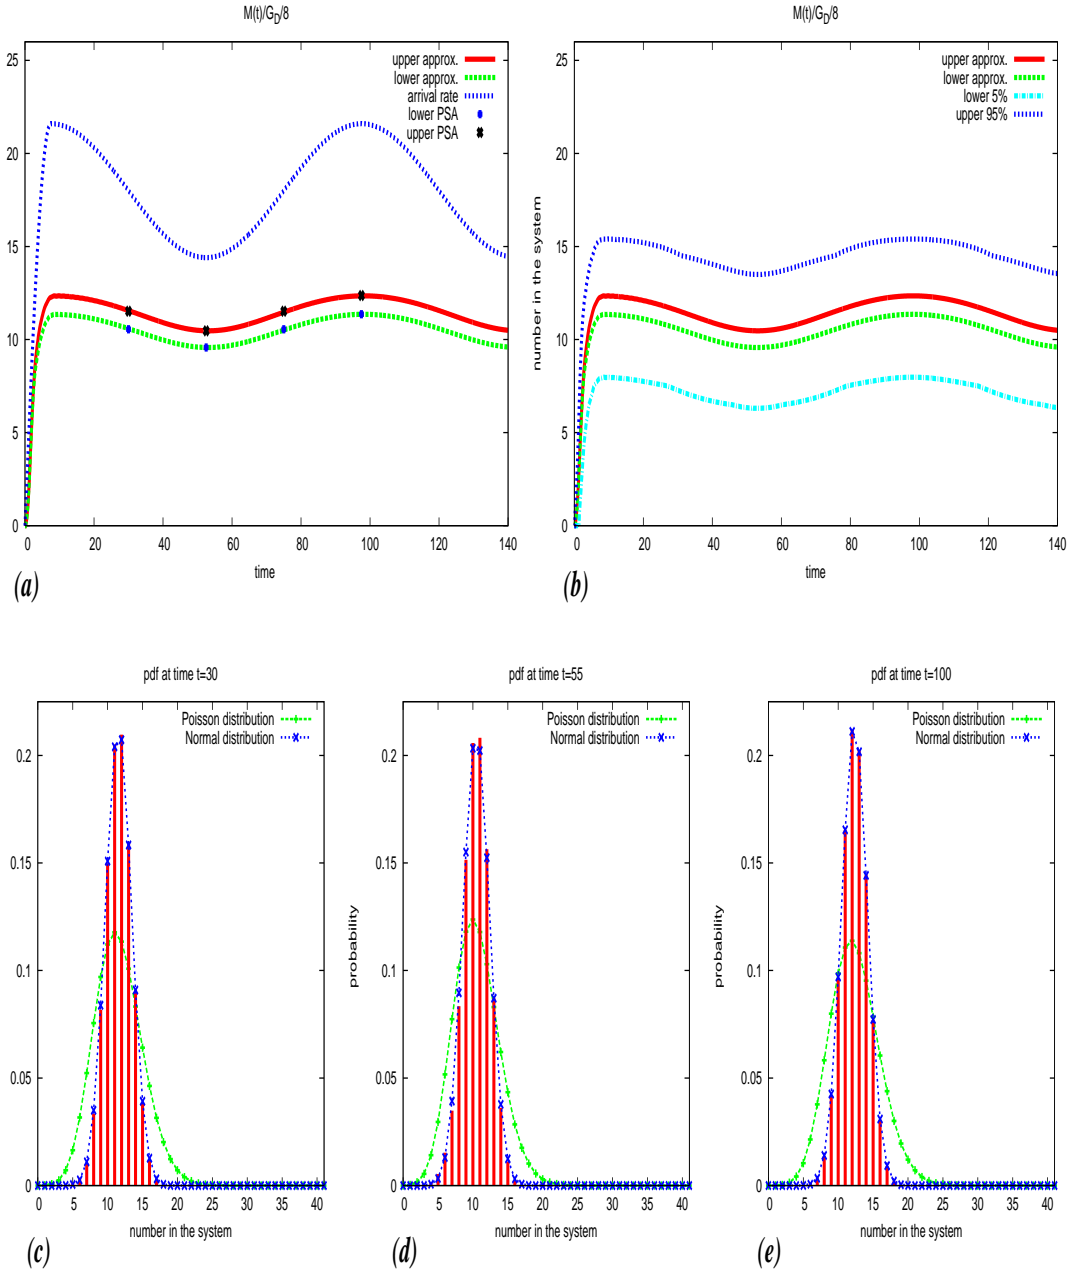 M(t)/G_D/8
25
20
15
10
5
0
upper approx.
lower approx.
arrival rate
lower PSA
upper PSA
0 20 40 60 80 100 120 140
time
(a)
M(t)/G_D/8
number in the system
25
20
15
10
5
0
upper approx.
lower approx.
lower 5%
upper 95%
0 20 40 60 80 100 120 140
time
(b)
pdf at time t=30
0.2
0.15
0.1
0.05
0
Poisson distribution
Normal distribution
0 5 10 15 20 25 30 35 40
number in the system
(c)
pdf at time t=55
probability
0.2
0.15
0.1
0.05
0
Poisson distribution
Normal distribution
0 5 10 15 20 25 30 35 40
number in the system
(d)
pdf at time t=100
probability
0.2
0.15
0.1
0.05
0
Poisson distribution
Normal distribution
0 5 10 15 20 25 30 35 40
number in the system
(e)